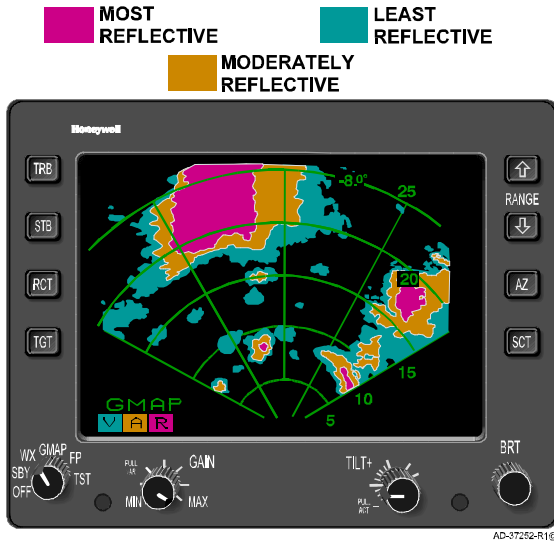 MOST
REFLECTIVE
LEAST
REFLECTIVE
MODERATELY
REFLECTIVE
Honeywell
TRB
STB
RCT
TGT
-8.0°
25
20
15
10
5
GMAP
V A R
RANGE
AZ
SCT
WX GMAP FP
SBY TST
OFF
PULL
VAR
GAIN
MIN MAX
TILT+
PULL
ACT
-
BRT
AD-37252-R1@